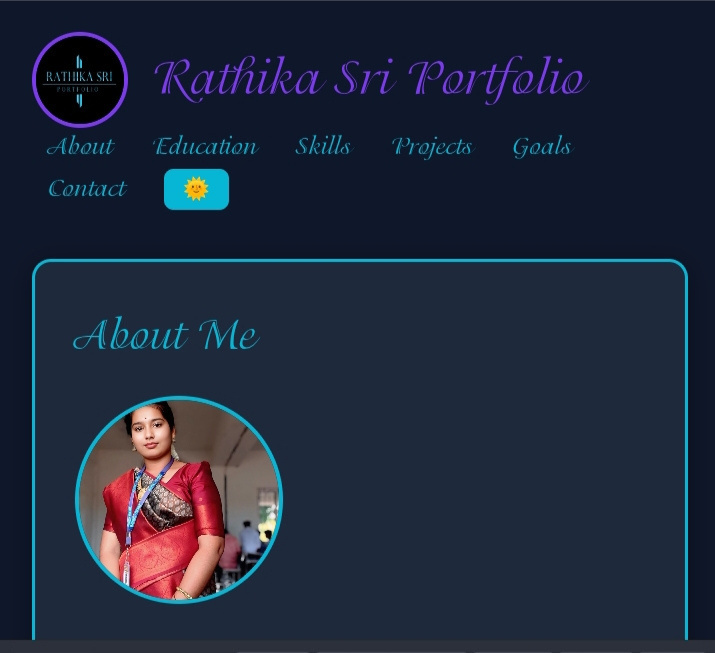 RATHIKA SRI
PORTFOLIO
Rathika Sri Portfolio
About Education Skills Projects Goals
Contact
About Me